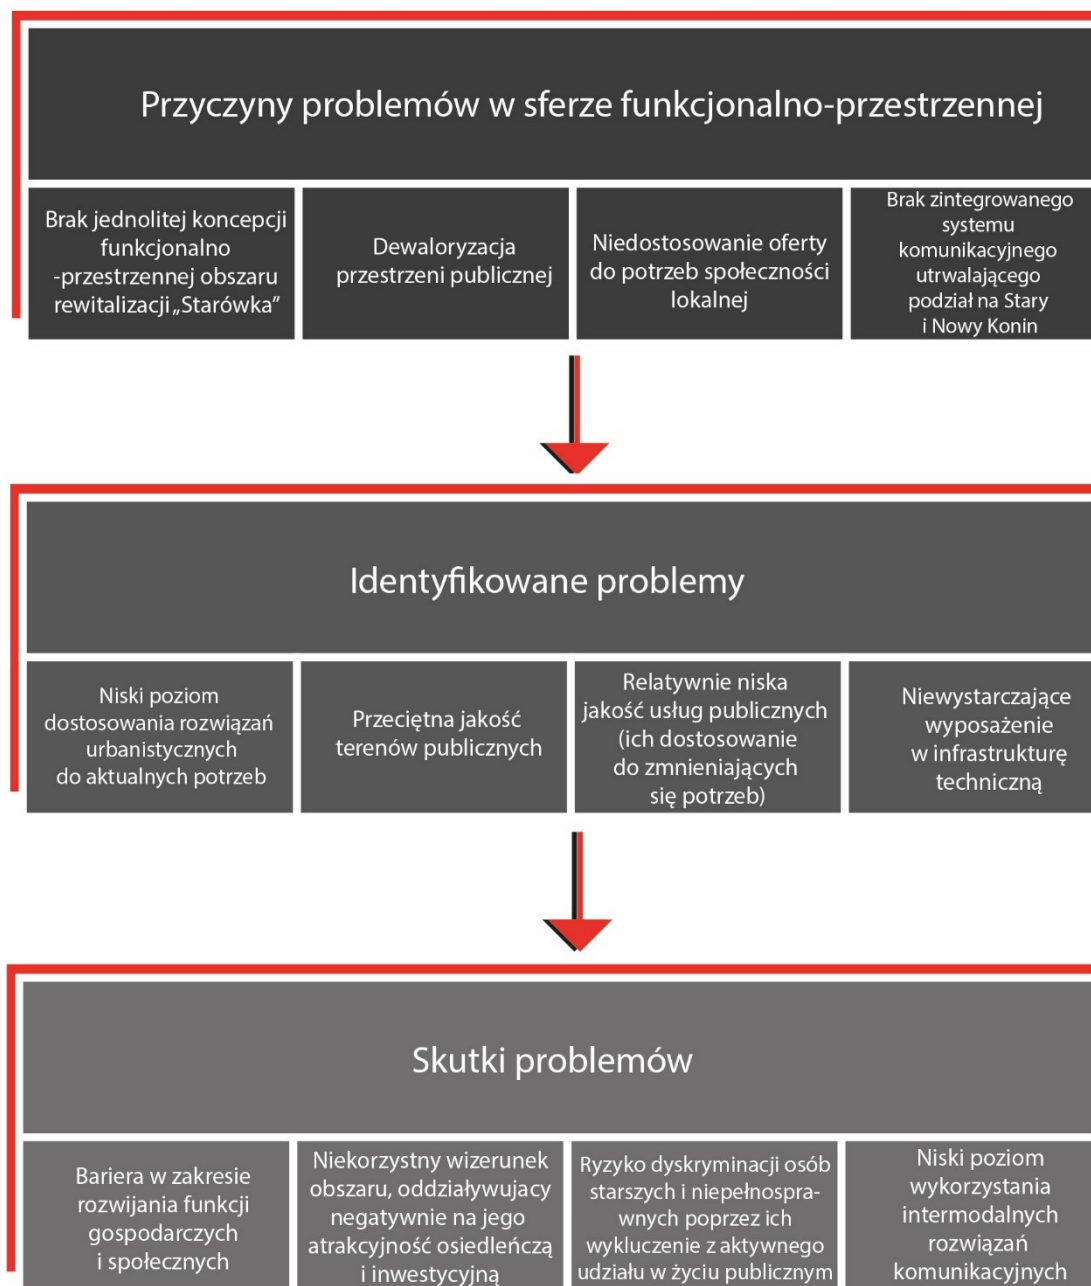 Przyczyny problemów w sferze funkcjonalno-przestrzennej
Brak jednolitej koncepcji
funkcjonalno
-przestrzennej obszaru
rewitalizacji „Starówka”
Dewaloryzacja
przestrzeni publicznej
Niedostosowanie oferty
do potrzeb społeczności
lokalnej
Brak zintegrowanego
systemu
komunikacyjnego
utrwalającego
podział na Stary
i Nowy Konin
Identyfikowane problemy
Niski poziom
dostosowania rozwiązań
urbanistycznych
do aktualnych potrzeb
Przeciętna jakość
terenów publicznych
Relatywnie niska
jakość usług publicznych
(ich dostosowanie
do zmnieniających
się potrzeb)
Niewystarczające
wyposażenie
w infrastrukturę
techniczną
Skutki problemów
Bariera w zakresie
rozwijania funkcji
gospodarczych
i społecznych
Niekorzystny wizerunek
obszaru, oddziaływujacy
negatywnie na jego
atrakcyjność osiedleńczą
i inwestycyjną
Ryzyko dyskryminacji osób
starszych i niepełnospra-
wnych poprzez ich
wykluczenie z aktywnego
udziału w życiu publicznym
Niski poziom
wykorzystania
intermodalnych
rozwiązań
komunikacyjnych